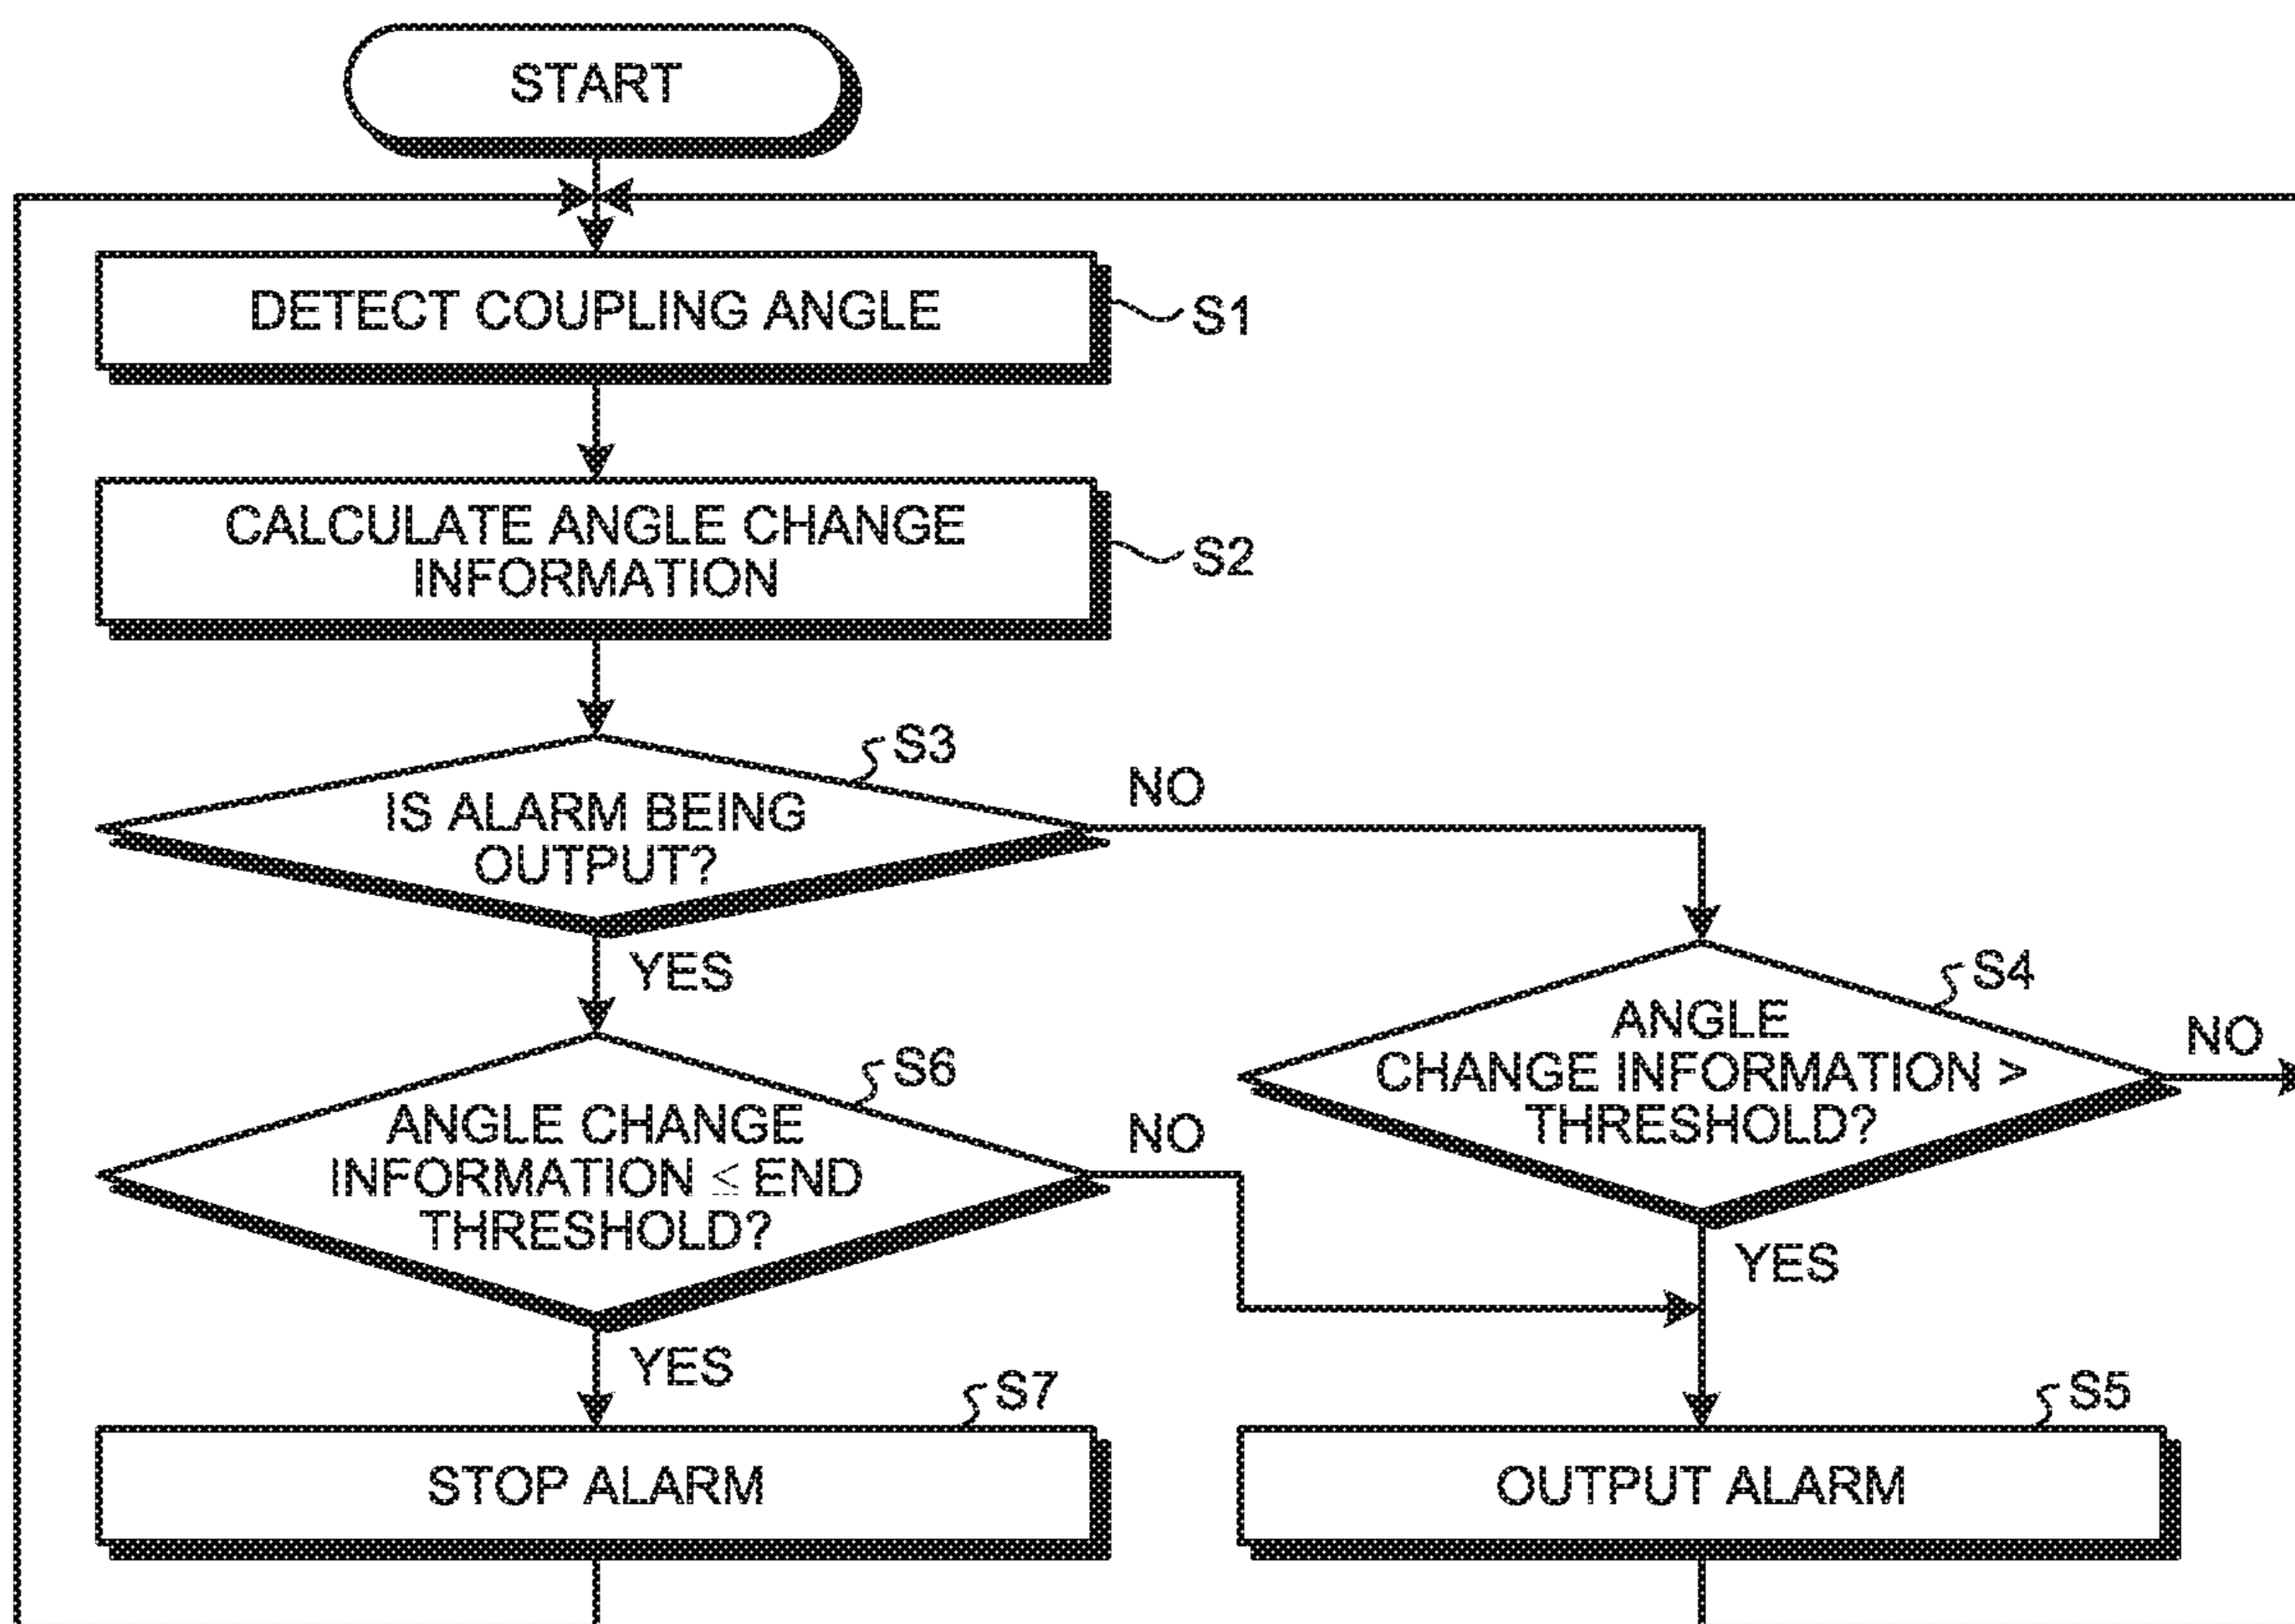 START
DETECT COUPLING ANGLE
S1
CALCULATE ANGLE CHANGE
INFORMATION
S2
S3
IS ALARM BEING
OUTPUT?
NO
YES
S4
ANGLE
CHANGE INFORMATION >
THRESHOLD?
NO
YES
S6
ANGLE CHANGE
INFORMATION ≤ END
THRESHOLD?
NO
YES
S7
STOP ALARM
S5
OUTPUT ALARM